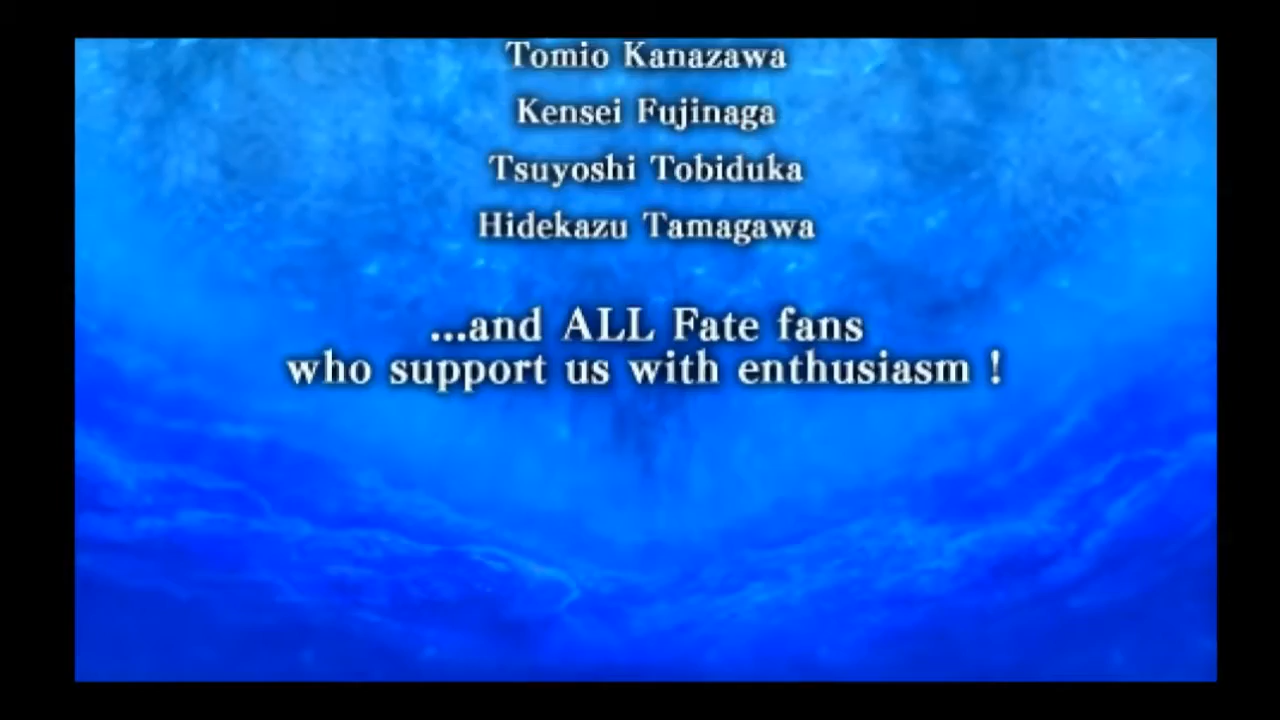 Tomio Kanazawa
Kensei Fujinaga
Tsuyoshi Tobiduka
Hidekazu Tamagawa
...and ALL Fate fans
who support us with enthusiasm !